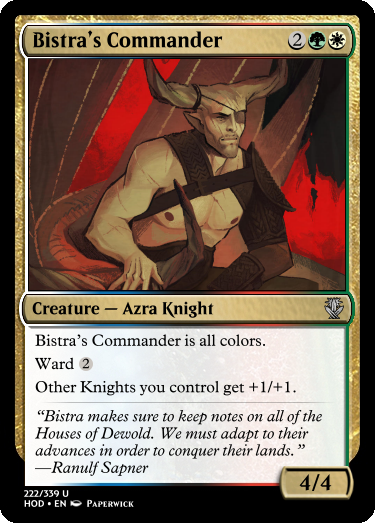 Bistra's Commander 2
Creature — Azra Knight
Bistra's Commander is all colors.
Ward 2
Other Knights you control get +1/+1.
“Bistra makes sure to keep notes on all of the
Houses of Dewold. We must adapt to their
advances in order to conquer their lands.”
—Ranulf Sapner
4/4
222/339 U
HOD • EN Paperwick